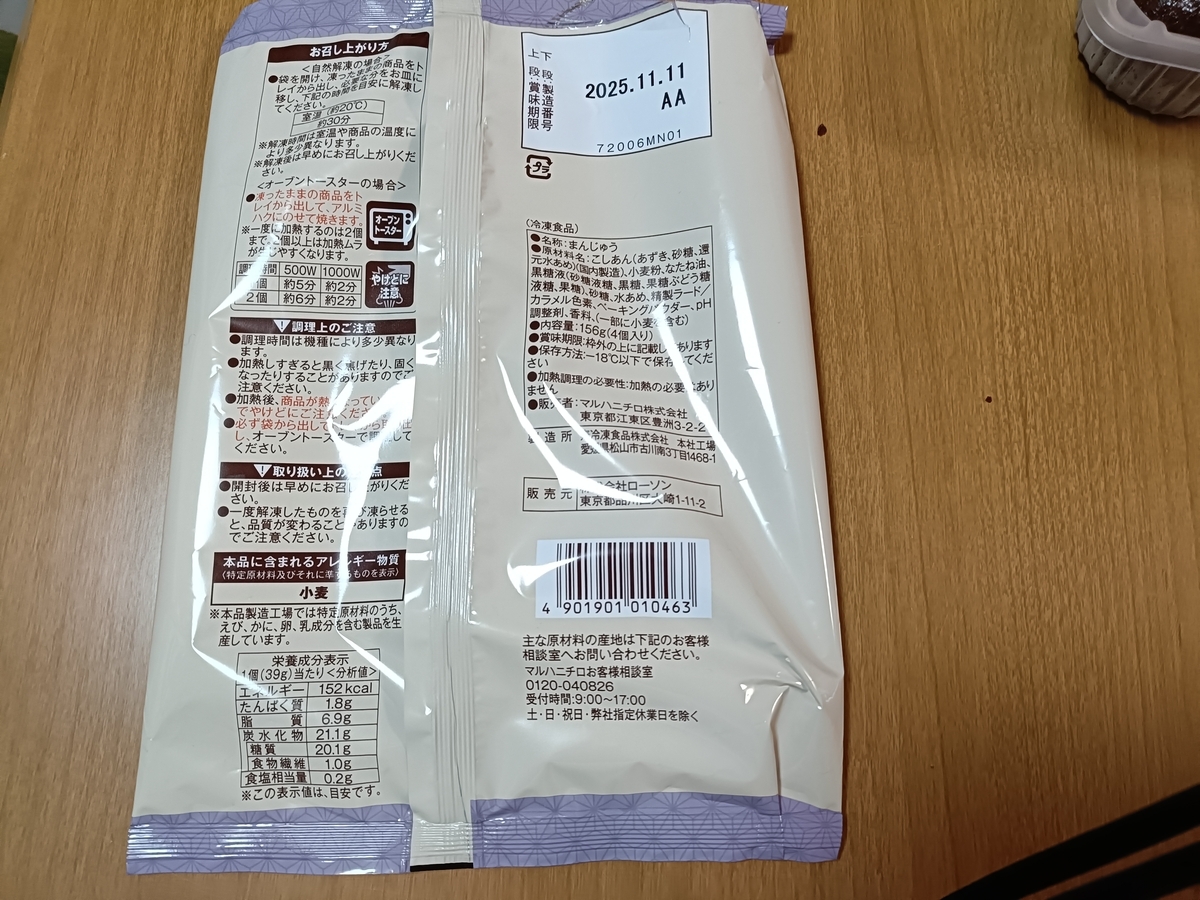 お召し上がり方
<自然解凍の場合>
●袋を開け、凍ったままの商品をト
レイから出し、必要な分をお皿に
移し、下記の時間を目安に解凍し
てください。
室温(約20℃)
約30分
※解凍時間は室温や商品の温度に
より多少異なります。
※解凍後は早めにお召し上がりくだ
さい。
<オーブントースターの場合>
●凍ったままの商品をト
レイから出して、アルミ
ハクにのせて焼きます。
※一度に加熱するのは2個
まで。個以上は加熱ムラ
が生じやすくなります。
オーブン
トースター
調理時間 500W 1000W
個 約5分 約2分
2個 約6分 約2分
やけどに
注意
調理上のご注意
●調理時間は機種により多少異なり
ます。
●加熱しすぎると黒く焦げたり、固く
なったりすることがありますのでご
注意ください。
●加熱後、商品が熱くなってい
でやけどにご注意ください。
●必ず袋から出して
し、オーブントースターで調理して
ください。
取り扱い上の注意点
●開封後は早めにお召し上がりくだ
さい。
●一度解凍したものを再び凍らせる
と、品質が変わることがありますの
でご注意ください。
本品に含まれるアレルギー物質
(特定原材料及びそれに準ずるものを表示)
小麦
※本品製造工場では特定原材料のうち、
えび、かに、卵、乳成分を含む製品を生
産しています。
栄養成分表示
1個(39g)当たり<分析値>
エネルギー 152kcal
たんぱく質 1.8g
脂質 6.9g
炭水化物 21.1g
糖質 20.1g
食物繊維 1.0g
食塩相当量 0.2g
※この表示値は、目安です。
上段:賞味期限
下段:製造番号
2025.11.11
AA
72006MN01
プラ
(冷凍食品)
●名称:まんじゅう
●原材料名:こしあん(あずき、砂糖、還
元水あめ)(国内製造)、小麦粉、なたね油、
黒糖液(砂糖液糖、黒糖、果糖ぶどう糖
液糖、果糖)、砂糖、水あめ、精製ラード/
カラメル色素、ベーキングパウダー、pH
調整剤、香料、(一部に小麦を含む)
●内容量:156g(4個入り)
●賞味期限:枠外の上に記載してあります
●保存方法:-18℃以下で保存してくだ
さい
●加熱調理の必要性:加熱の必要はあり
ません
●販売者:マルハニチロ株式会社
東京都江東区豊洲3-2-2
製造所 冷凍食品株式会社 本社工場
愛媛県松山市古川南3丁目1468-1
販売元 株式会社ローソン
東京都品川区大崎1-11-2
4 901901 010463
主な原材料の産地は下記のお客様
相談室へお問い合わせください。
マルハニチロお客様相談室
0120-040826
受付時間:9:00~17:00
土・日・祝日・弊社指定休業日を除く